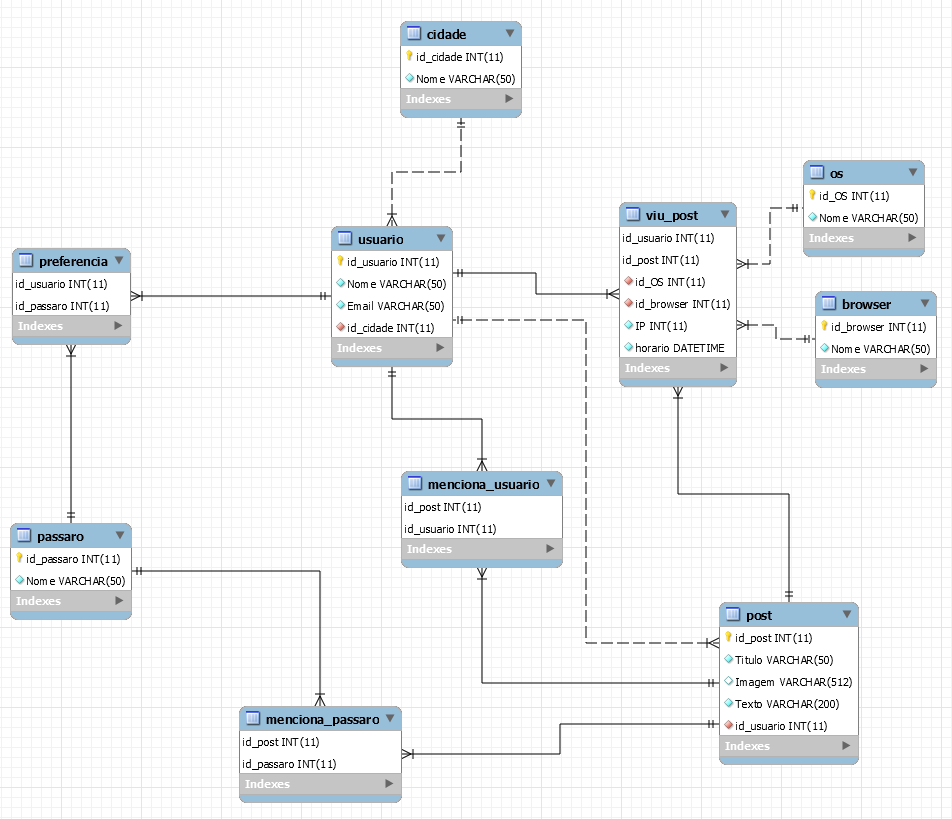 cidade
id_cidade INT(11)
Nome VARCHAR(50)
Indexes
os
id_OS INT(11)
Nome VARCHAR(50)
Indexes
viu_post
id_usuario INT(11)
id_post INT(11)
id_OS INT(11)
id_browser INT(11)
IP INT(11)
horario DATETIME
Indexes
usuario
id_usuario INT(11)
Nome VARCHAR(50)
Email VARCHAR(50)
id_cidade INT(11)
Indexes
preferencia
id_usuario INT(11)
id_passaro INT(11)
Indexes
browser
id_browser INT(11)
Nome VARCHAR(50)
Indexes
menciona_usuario
id_post INT(11)
id_usuario INT(11)
Indexes
passaro
id_passaro INT(11)
Nome VARCHAR(50)
Indexes
post
id_post INT(11)
Titulo VARCHAR(50)
Imagem VARCHAR(512)
Texto VARCHAR(200)
id_usuario INT(11)
Indexes
menciona_passaro
id_post INT(11)
id_passaro INT(11)
Indexes